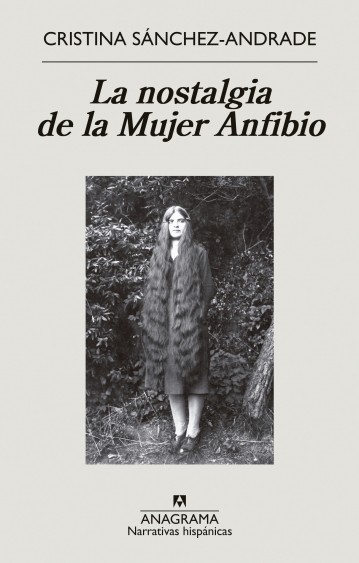 CRISTINA SÁNCHEZ-ANDRADE
La nostalgia
de la Mujer Anfibio
ANAGRAMA
Narrativas hispánicas